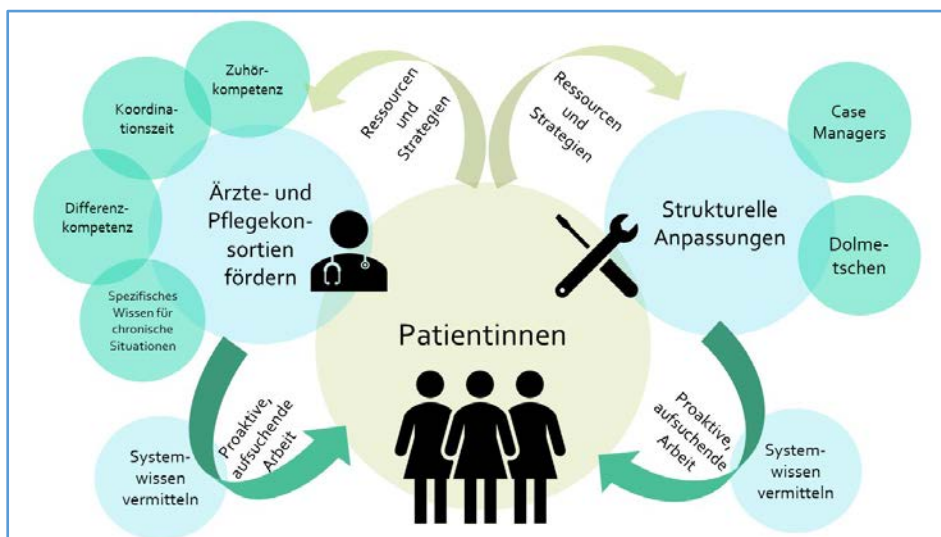 Zuhör-
kompetenz
Koordina-
tionszeit
Differenz-
kompetenz
Spezifisches
Wissen für
chronische
Situationen
Ärzte- und
Pflegekon-
sortien
fördern
Ressourcen
und
Strategien
Ressourcen
und
Strategien
Strukturelle
Anpassungen
Case
Managers
Dolme-
tschen
Patientinnen
System-
wissen
vermitteln
Proaktive,
aufsuchende
Arbeit
Proaktive,
aufsuchende
Arbeit
System-
wissen
vermitteln